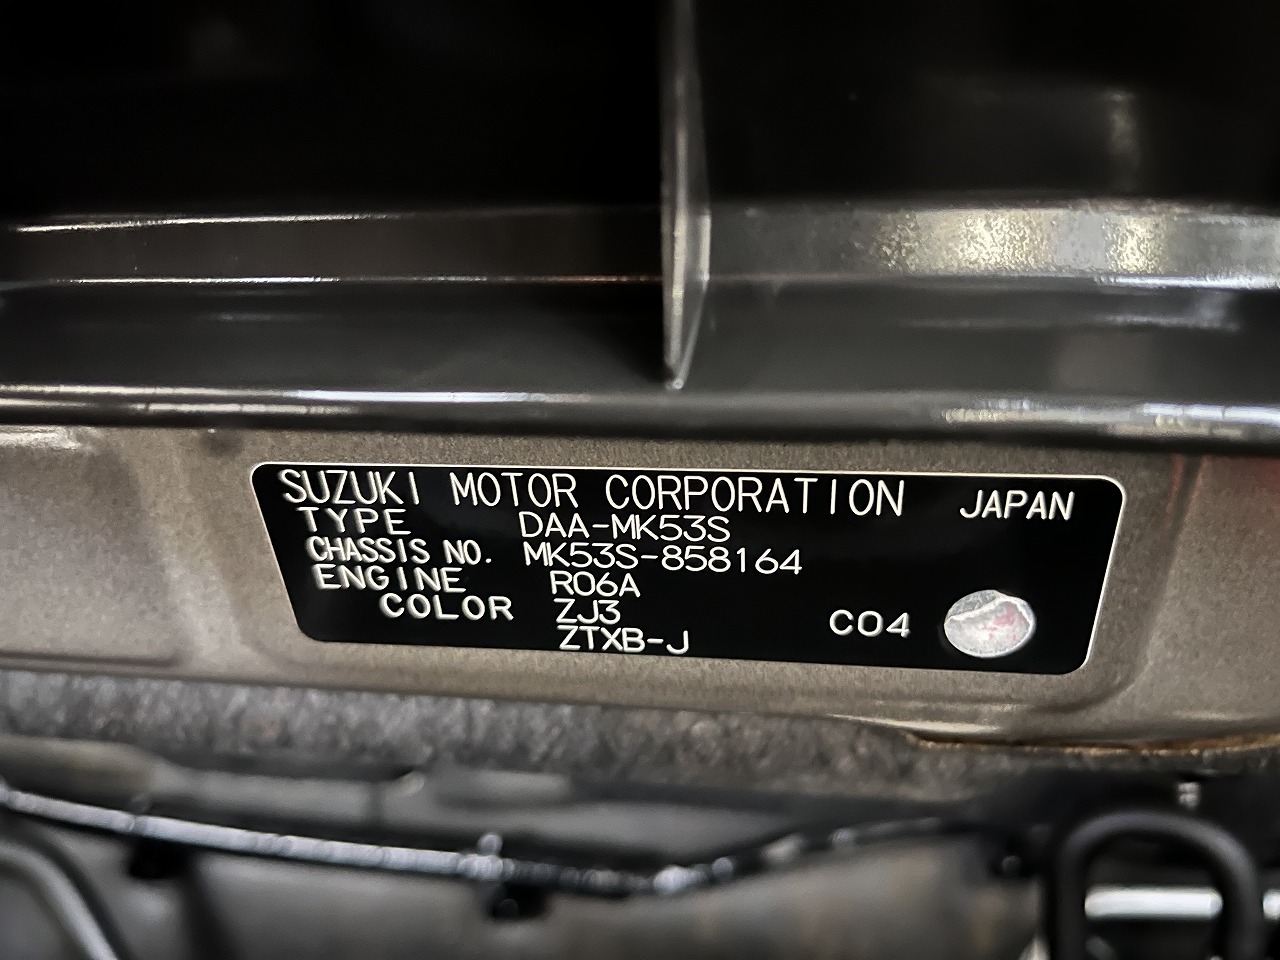 SUZUKI MOTOR CORPORATION JAPAN
TYPE DAA-MK53S
CHASSIS NO. MK53S-858164
ENGINE R06A
COLOR ZJ3 C04
ZTXB-J